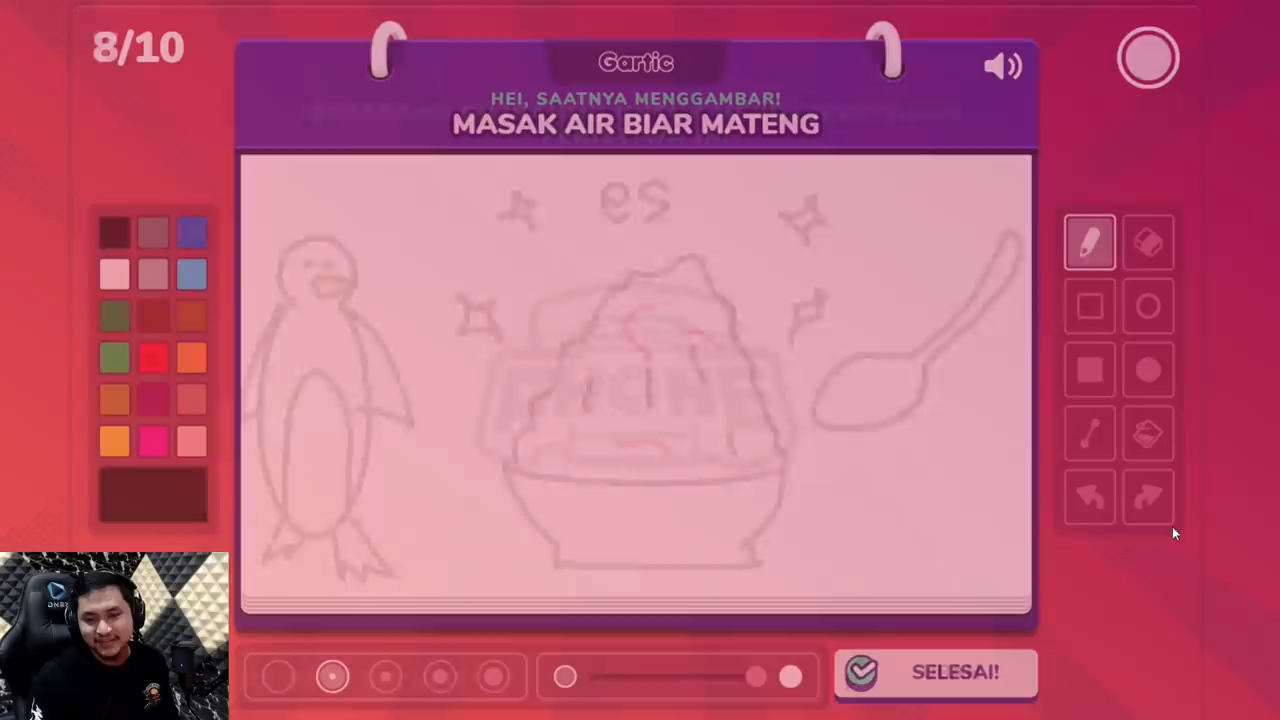 8/10
Gartic
HEI, SAATNYA MENGGAMBAR!
MASAK AIR BIAR MATENG
es
SELESAI!